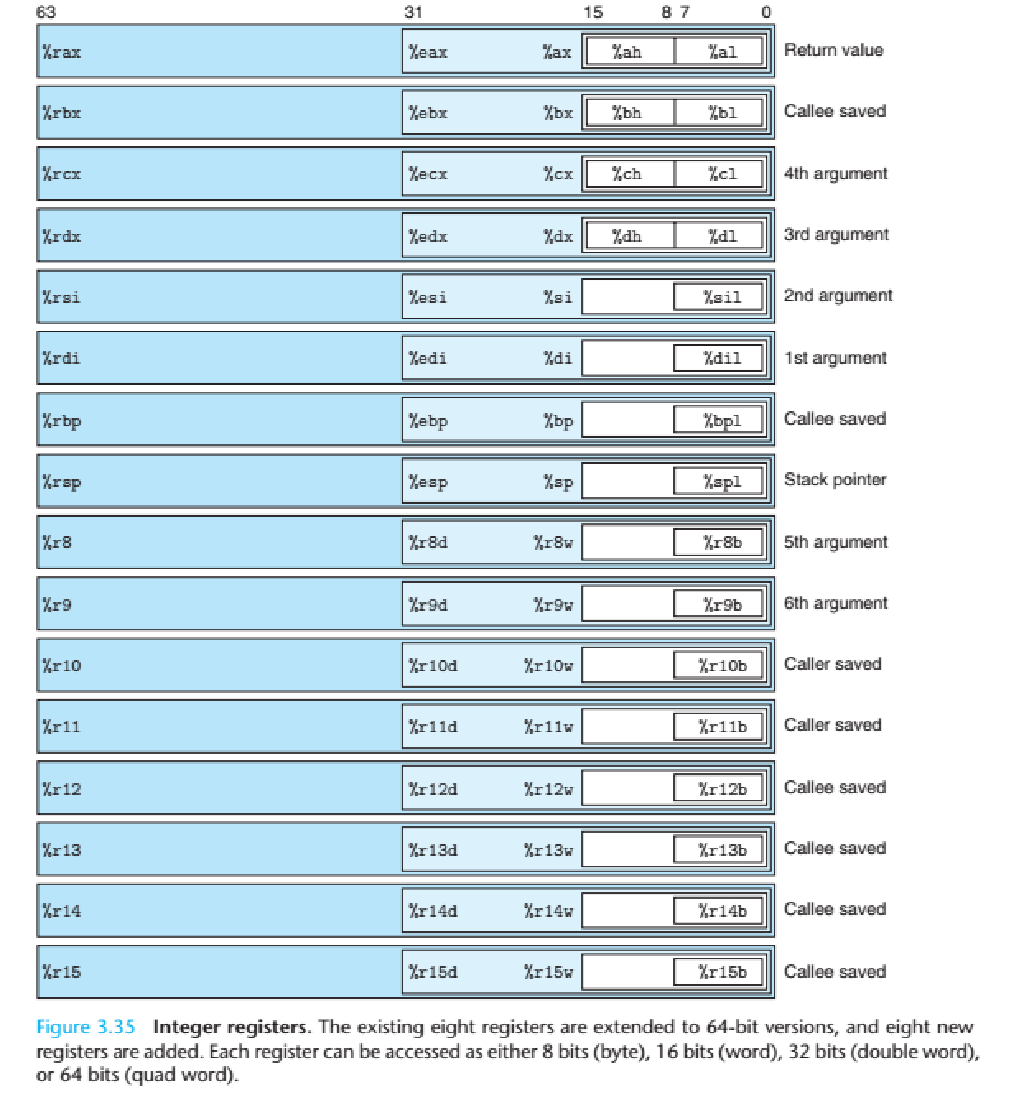 63 31 15 8 7 0
%rax %eax %ax %ah %al Return value
%rbx %ebx %bx %bh %bl Callee saved
%rcx %ecx %cx %ch %cl 4th argument
%rdx %edx %dx %dh %dl 3rd argument
%rsi %esi %si %sil 2nd argument
%rdi %edi %di %dil 1st argument
%rbp %ebp %bp %bpl Callee saved
%rsp %esp %sp %spl Stack pointer
%r8 %r8d %r8w %r8b 5th argument
%r9 %r9d %r9w %r9b 6th argument
%r10 %r10d %r10w %r10b Caller saved
%r11 %r11d %r11w %r11b Caller saved
%r12 %r12d %r12w %r12b Callee saved
%r13 %r13d %r13w %r13b Callee saved
%r14 %r14d %r14w %r14b Callee saved
%r15 %r15d %r15w %r15b Callee saved
Figure 3.35 Integer registers. The existing eight registers are extended to 64-bit versions, and eight new
registers are added. Each register can be accessed as either 8 bits (byte), 16 bits (word), 32 bits (double word),
or 64 bits (quad word).